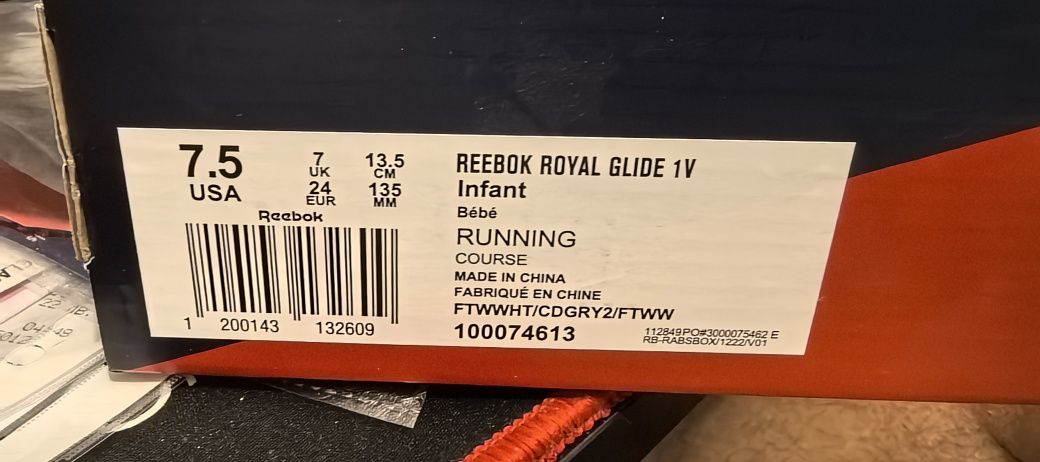 7.5
USA
7
UK
24
EUR
13.5
CM
135
MM
Reebok
1 200143 132609
REEBOK ROYAL GLIDE 1V
Infant
Bébé
RUNNING
COURSE
MADE IN CHINA
FABRIQUÉ EN CHINE
FTWWHT/CDGRY2/FTWW
100074613
112849PO#3000075462 E
RB-RABSBOX/1222/V01